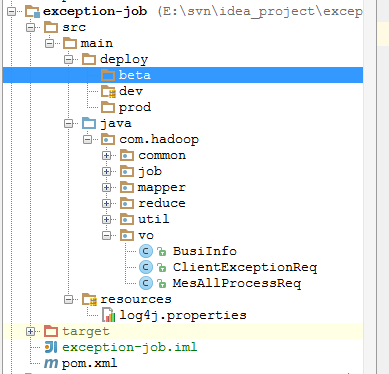 exception-job (E:\svn\idea_project\excep
src
main
deploy
beta
dev
prod
java
com.hadoop
common
job
mapper
reduce
util
vo
BusiInfo
ClientExceptionReq
MesAllProcessReq
resources
log4j.properties
target
exception-job.iml
pom.xml